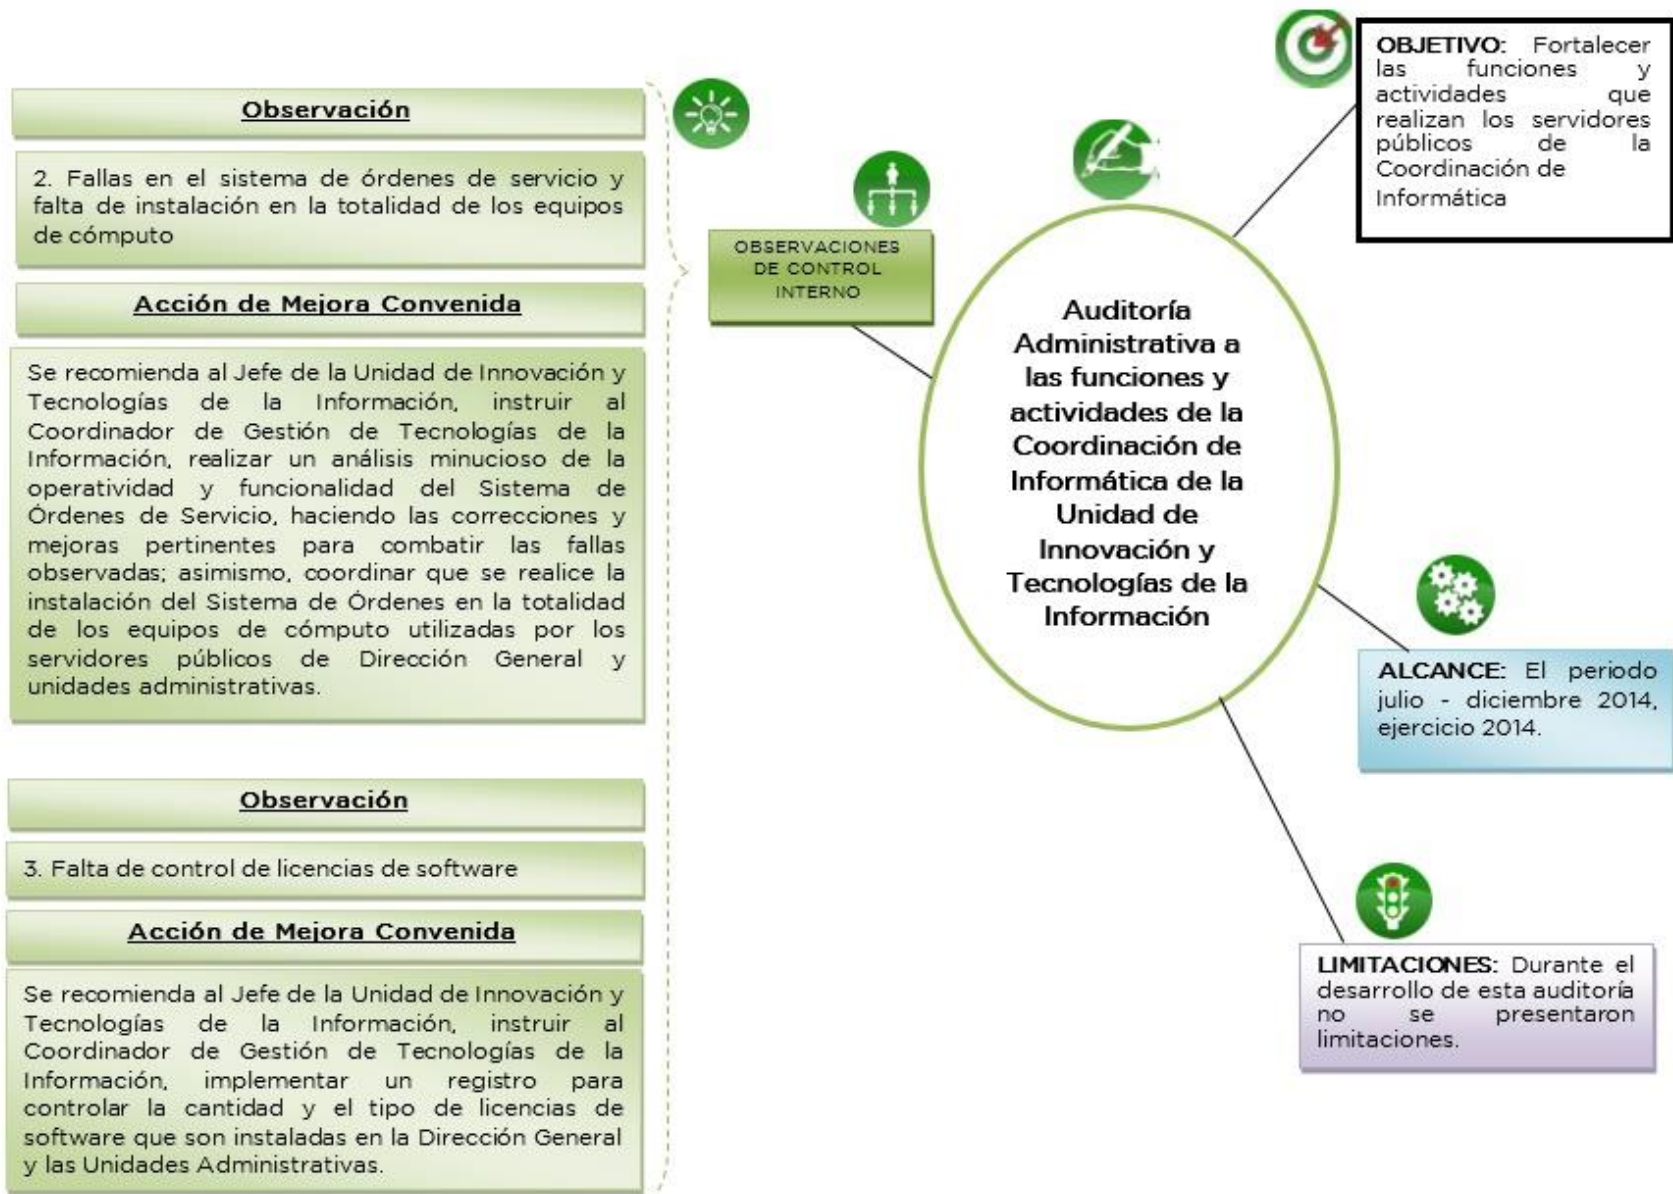 Observación
2. Fallas en el sistema de órdenes de servicio y
falta de instalación en la totalidad de los equipos
de cómputo
Acción de Mejora Convenida
Se recomienda al Jefe de la Unidad de Innovación y
Tecnologías de la Información, instruir al
Coordinador de Gestión de Tecnologías de la
Información, realizar un análisis minucioso de la
operatividad y funcionalidad del Sistema de
Órdenes de Servicio, haciendo las correcciones y
mejoras pertinentes para combatir las fallas
observadas; asimismo, coordinar que se realice la
instalación del Sistema de Órdenes en la totalidad
de los equipos de cómputo utilizadas por los
servidores públicos de Dirección General y
unidades administrativas.
Observación
3. Falta de control de licencias de software
Acción de Mejora Convenida
Se recomienda al Jefe de la Unidad de Innovación y
Tecnologías de la Información, instruir al
Coordinador de Gestión de Tecnologías de la
Información, implementar un registro para
controlar la cantidad y el tipo de licencias de
software que son instaladas en la Dirección General
y las Unidades Administrativas.
OBSERVACIONES
DE CONTROL
INTERNO
Auditoría
Administrativa a
las funciones y
actividades de la
Coordinación de
Informática de la
Unidad de
Innovación y
Tecnologías de la
Información
OBJETIVO: Fortalecer
las funciones y
actividades que
realizan los servidores
públicos de la
Coordinación de
Informática
ALCANCE: El periodo
julio - diciembre 2014,
ejercicio 2014.
LIMITACIONES: Durante el
desarrollo de esta auditoría
no se presentaron
limitaciones.